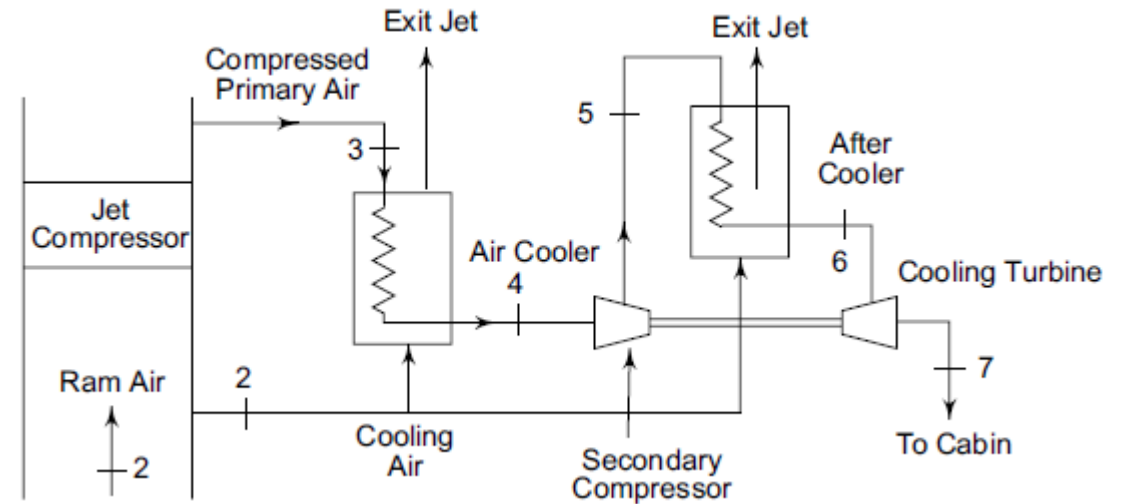 Exit Jet
Exit Jet
Compressed
Primary Air
5
3
After
Cooler
Jet
Compressor
Air Cooler
4
6
Cooling Turbine
Ram Air
2
7
2
Cooling
Air
Secondary
Compressor
To Cabin